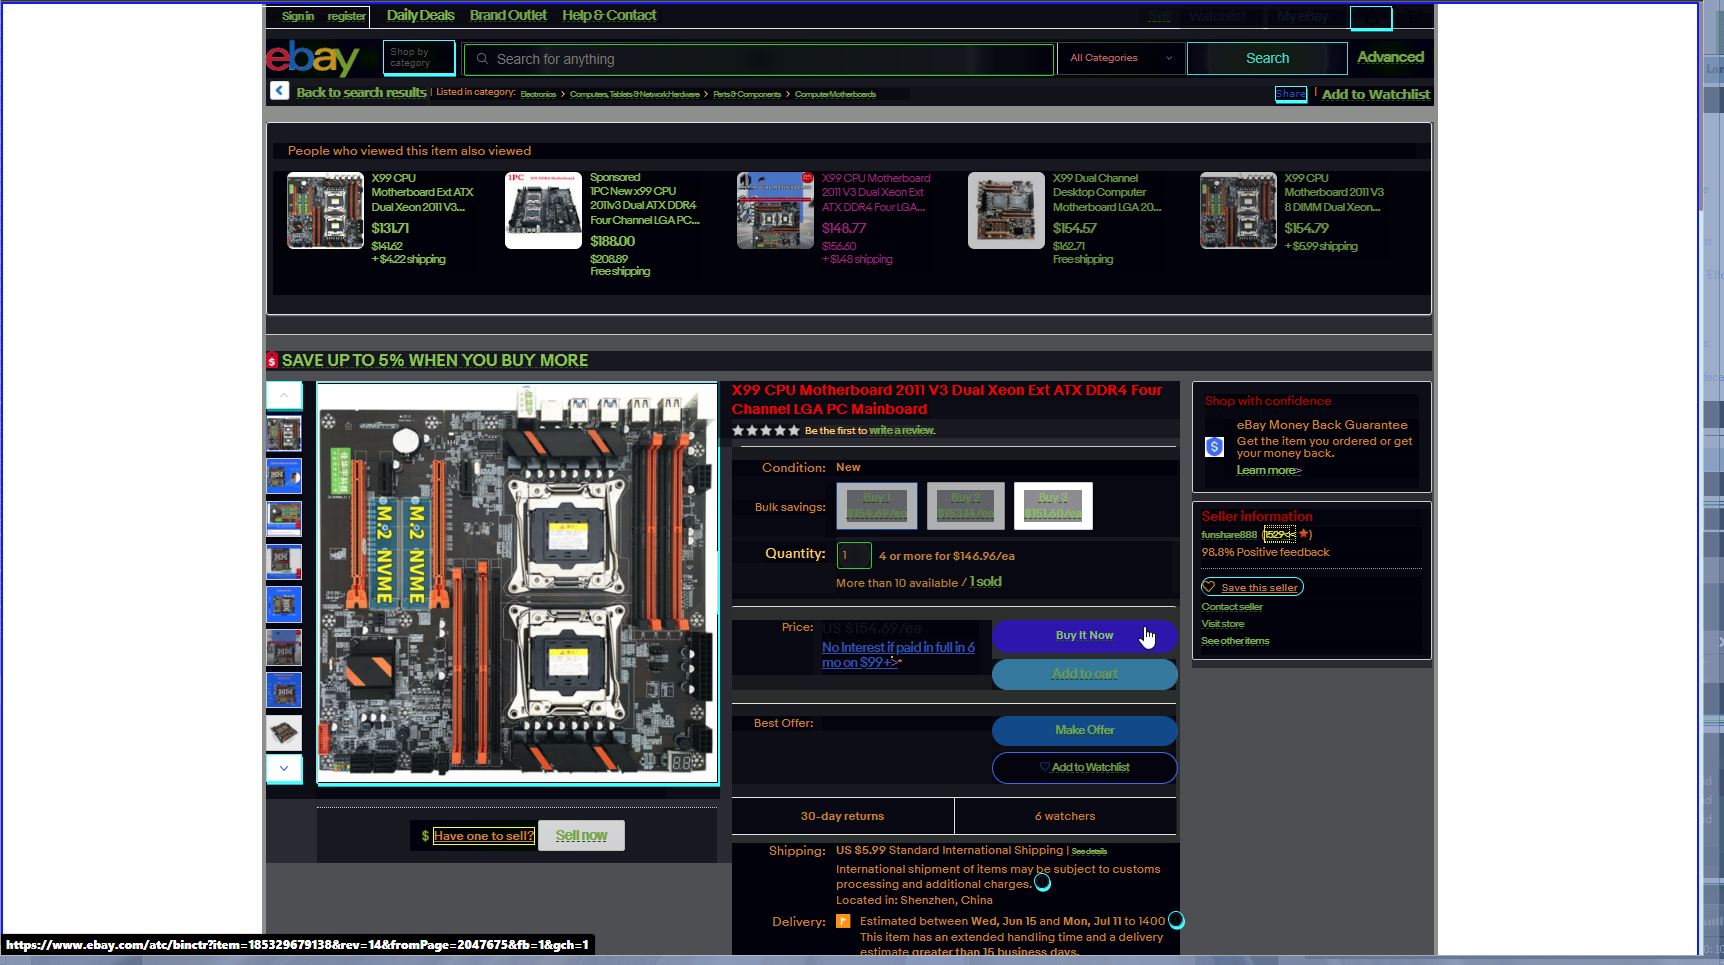 Sign in register Daily Deals Brand Outlet Help & Contact Sell Watchlist My eBay
ebay
Shop by category
Search for anything
All Categories
Search
Advanced
Back to search results
Listed in category:
Electronics > Computers, Tablets & Network Hardware > Parts & Components > Computer Motherboards
Share
Add to Watchlist
People who viewed this item also viewed
X99 CPU
Motherboard Ext ATX
Dual Xeon 2011 V3...
$131.71
$141.62
+ $4.22 shipping
Sponsored
1PC New x99 CPU
2011v3 Dual ATX DDR4
Four Channel LGA PC...
$188.00
$208.89
Free shipping
X99 CPU Motherboard
2011 V3 Dual Xeon Ext
ATX DDR4 Four LGA...
$148.77
$156.60
+ $1.48 shipping
X99 Dual Channel
Desktop Computer
Motherboard LGA 20...
$154.57
$162.71
Free shipping
X99 CPU
Motherboard 2011 V3
8 DIMM Dual Xeon...
$154.79
+ $5.99 shipping
SAVE UP TO 5% WHEN YOU BUY MORE
M.2 NVME
M.2 NVME
Have one to sell?
Sell now
X99 CPU Motherboard 2011 V3 Dual Xeon Ext ATX DDR4 Four
Channel LGA PC Mainboard
Be the first to write a review.
Condition: New
Bulk savings:
Buy 1
$154.69/ea
Buy 2
$153.14/ea
Buy 3
$151.60/ea
Quantity: 1 4 or more for $146.96/ea
More than 10 available / 1 sold
Price: US $154.69/ea
No Interest if paid in full in 6
mo on $99+>*
Buy It Now
Add to cart
Best Offer:
Make Offer
Add to Watchlist
30-day returns
6 watchers
Shipping: US $5.99 Standard International Shipping | See details
International shipment of items may be subject to customs
processing and additional charges.
Located in: Shenzhen, China
Delivery: Estimated between Wed, Jun 15 and Mon, Jul 11 to 1400
This item has an extended handling time and a delivery
estimate greater than 15 business days.
Shop with confidence
eBay Money Back Guarantee
Get the item you ordered or get
your money back.
Learn more>
Seller information
funshare888 (1529<< )
98.8% Positive feedback
Save this seller
Contact seller
Visit store
See other items
https://www.ebay.com/atc/binctr?item=185329679138&rev=14&fromPage=2047675&fb=1&gch=1